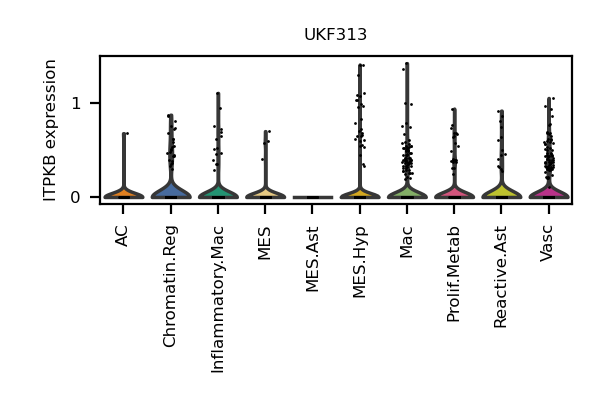 UKF313
ITPKB expression
1
0
AC
Chromatin.Reg
Inflammatory.Mac
MES
MES.Ast
MES.Hyp
Mac
Prolif.Metab
Reactive.Ast
Vasc